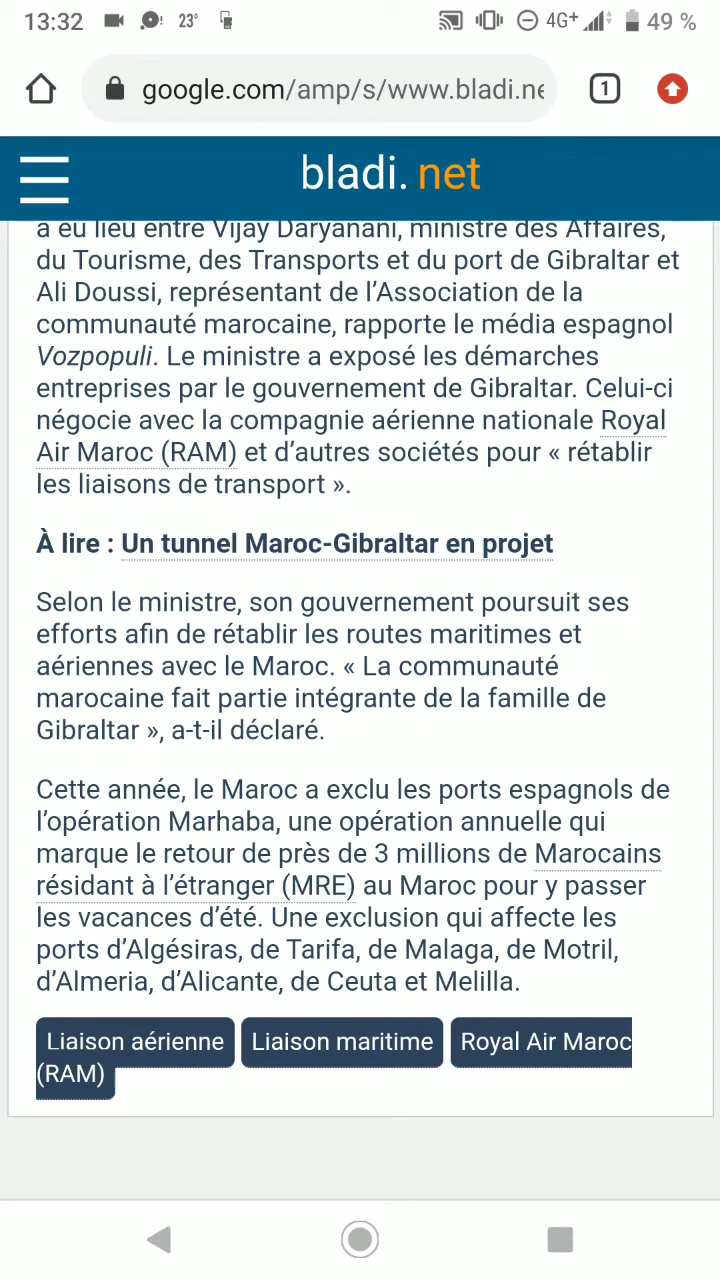 13:32 23° 4G+ 49 %
google.com/amp/s/www.bladi.ne
1
bladi.net
a eu lieu entre Vijay Daryanani, ministre des Affaires,
du Tourisme, des Transports et du port de Gibraltar et
Ali Doussi, représentant de l’Association de la
communauté marocaine, rapporte le média espagnol
Vozpopuli. Le ministre a exposé les démarches
entreprises par le gouvernement de Gibraltar. Celui-ci
négocie avec la compagnie aérienne nationale Royal
Air Maroc (RAM) et d’autres sociétés pour « rétablir
les liaisons de transport ».
À lire : Un tunnel Maroc-Gibraltar en projet
Selon le ministre, son gouvernement poursuit ses
efforts afin de rétablir les routes maritimes et
aériennes avec le Maroc. « La communauté
marocaine fait partie intégrante de la famille de
Gibraltar », a-t-il déclaré.
Cette année, le Maroc a exclu les ports espagnols de
l’opération Marhaba, une opération annuelle qui
marque le retour de près de 3 millions de Marocains
résidant à l’étranger (MRE) au Maroc pour y passer
les vacances d’été. Une exclusion qui affecte les
ports d’Algésiras, de Tarifa, de Malaga, de Motril,
d’Almeria, d’Alicante, de Ceuta et Melilla.
Liaison aérienne Liaison maritime Royal Air Maroc
(RAM)